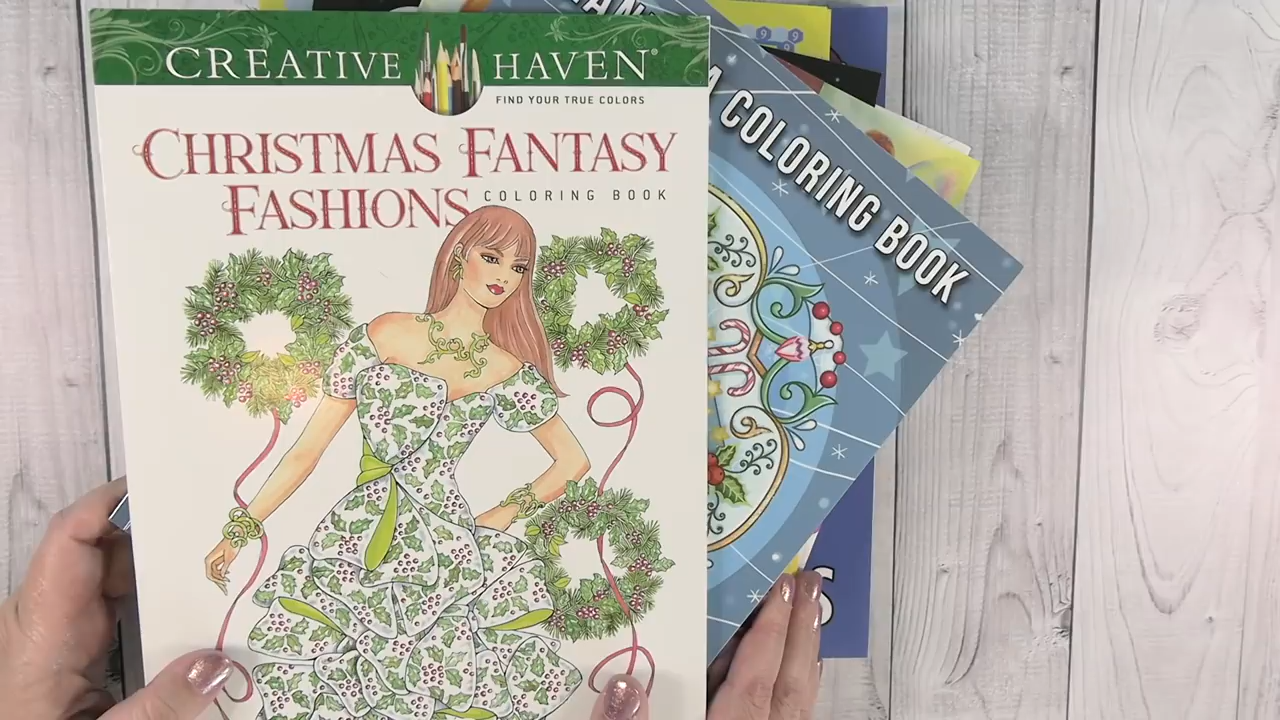 CREATIVE HAVEN®
FIND YOUR TRUE COLORS
CHRISTMAS FANTASY
FASHIONS COLORING BOOK
A COLORING BOOK
S